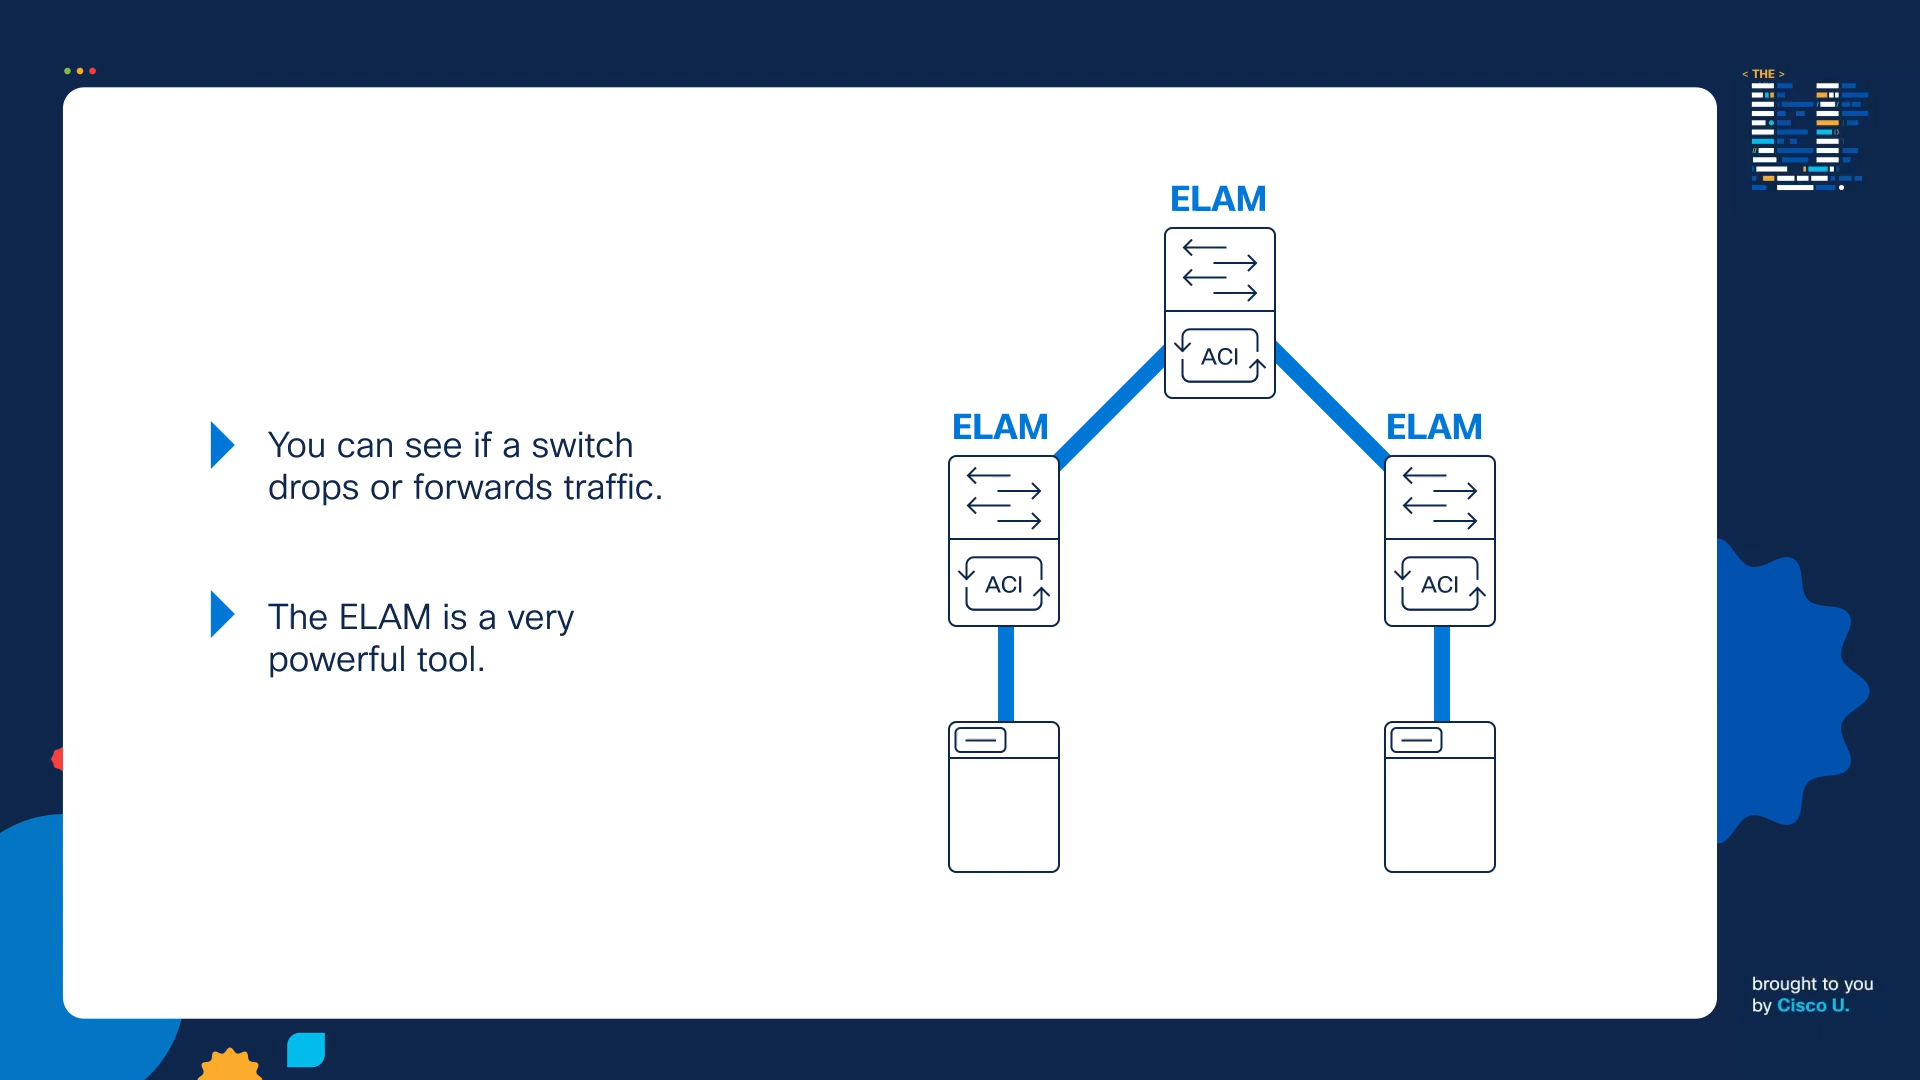 < THE >
ELAM
ACI
ELAM
ELAM
You can see if a switch
drops or forwards traffic.
ACI
ACI
The ELAM is a very
powerful tool.
brought to you
by Cisco U.